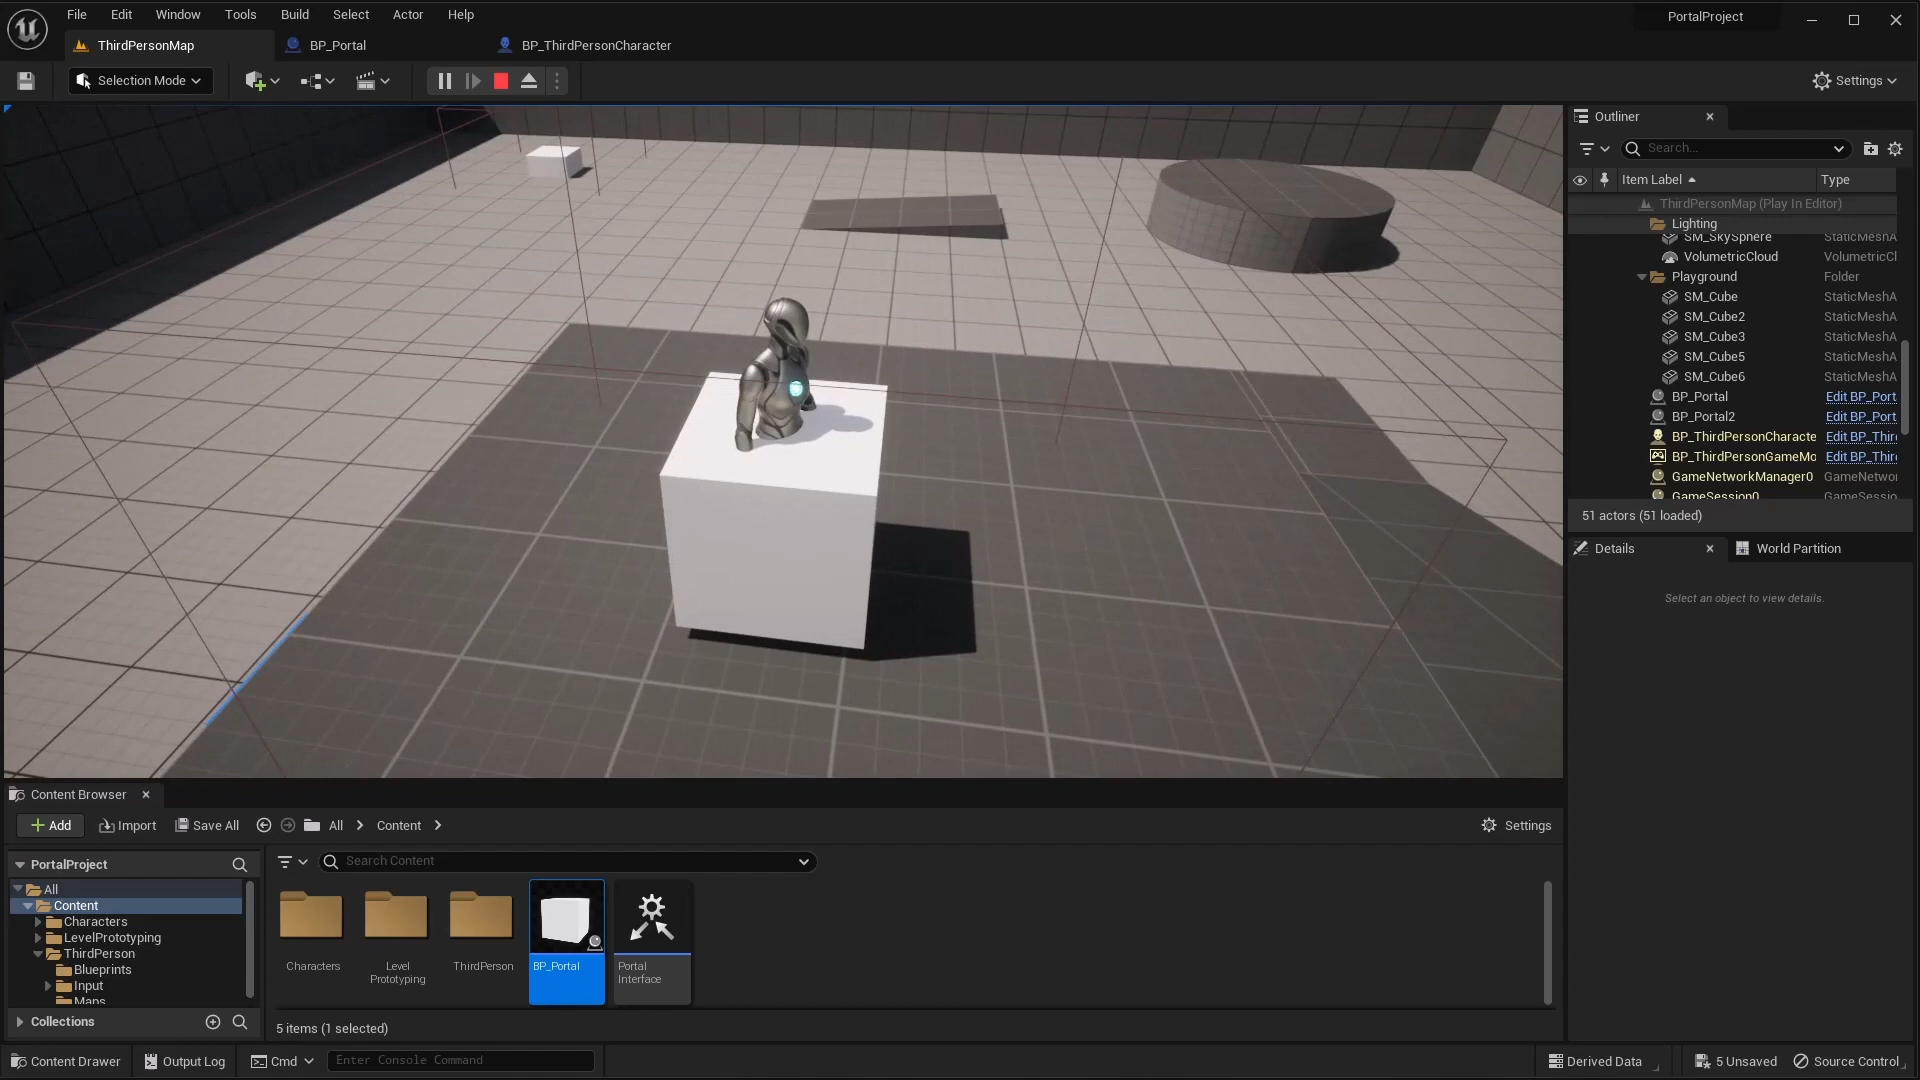 File Edit Window Tools Build Select Actor Help
PortalProject
ThirdPersonMap
BP_Portal
BP_ThirdPersonCharacter
Selection Mode
Settings
Outliner
Search...
Item Label Type
ThirdPersonMap (Play In Editor)
Lighting
SM_SkySphere StaticMeshA
VolumetricCloud VolumetricCl
Playground Folder
SM_Cube StaticMeshA
SM_Cube2 StaticMeshA
SM_Cube3 StaticMeshA
SM_Cube5 StaticMeshA
SM_Cube6 StaticMeshA
BP_Portal Edit BP_Port
BP_Portal2 Edit BP_Port
BP_ThirdPersonCharacte Edit BP_Thir
BP_ThirdPersonGameMo Edit BP_Thir
GameNetworkManager0 GameNetwor
GameSession0 GameSessio
51 actors (51 loaded)
Details
World Partition
Select an object to view details.
Content Browser
Add Import Save All All Content
Settings
PortalProject
Search Content
All
Content
Characters
LevelPrototyping
ThirdPerson
Blueprints
Input
Maps
Collections
Characters
Level
Prototyping
ThirdPerson
BP_Portal
Portal
Interface
5 items (1 selected)
Content Drawer
Output Log
Cmd
Enter Console Command
Derived Data
5 Unsaved
Source Control